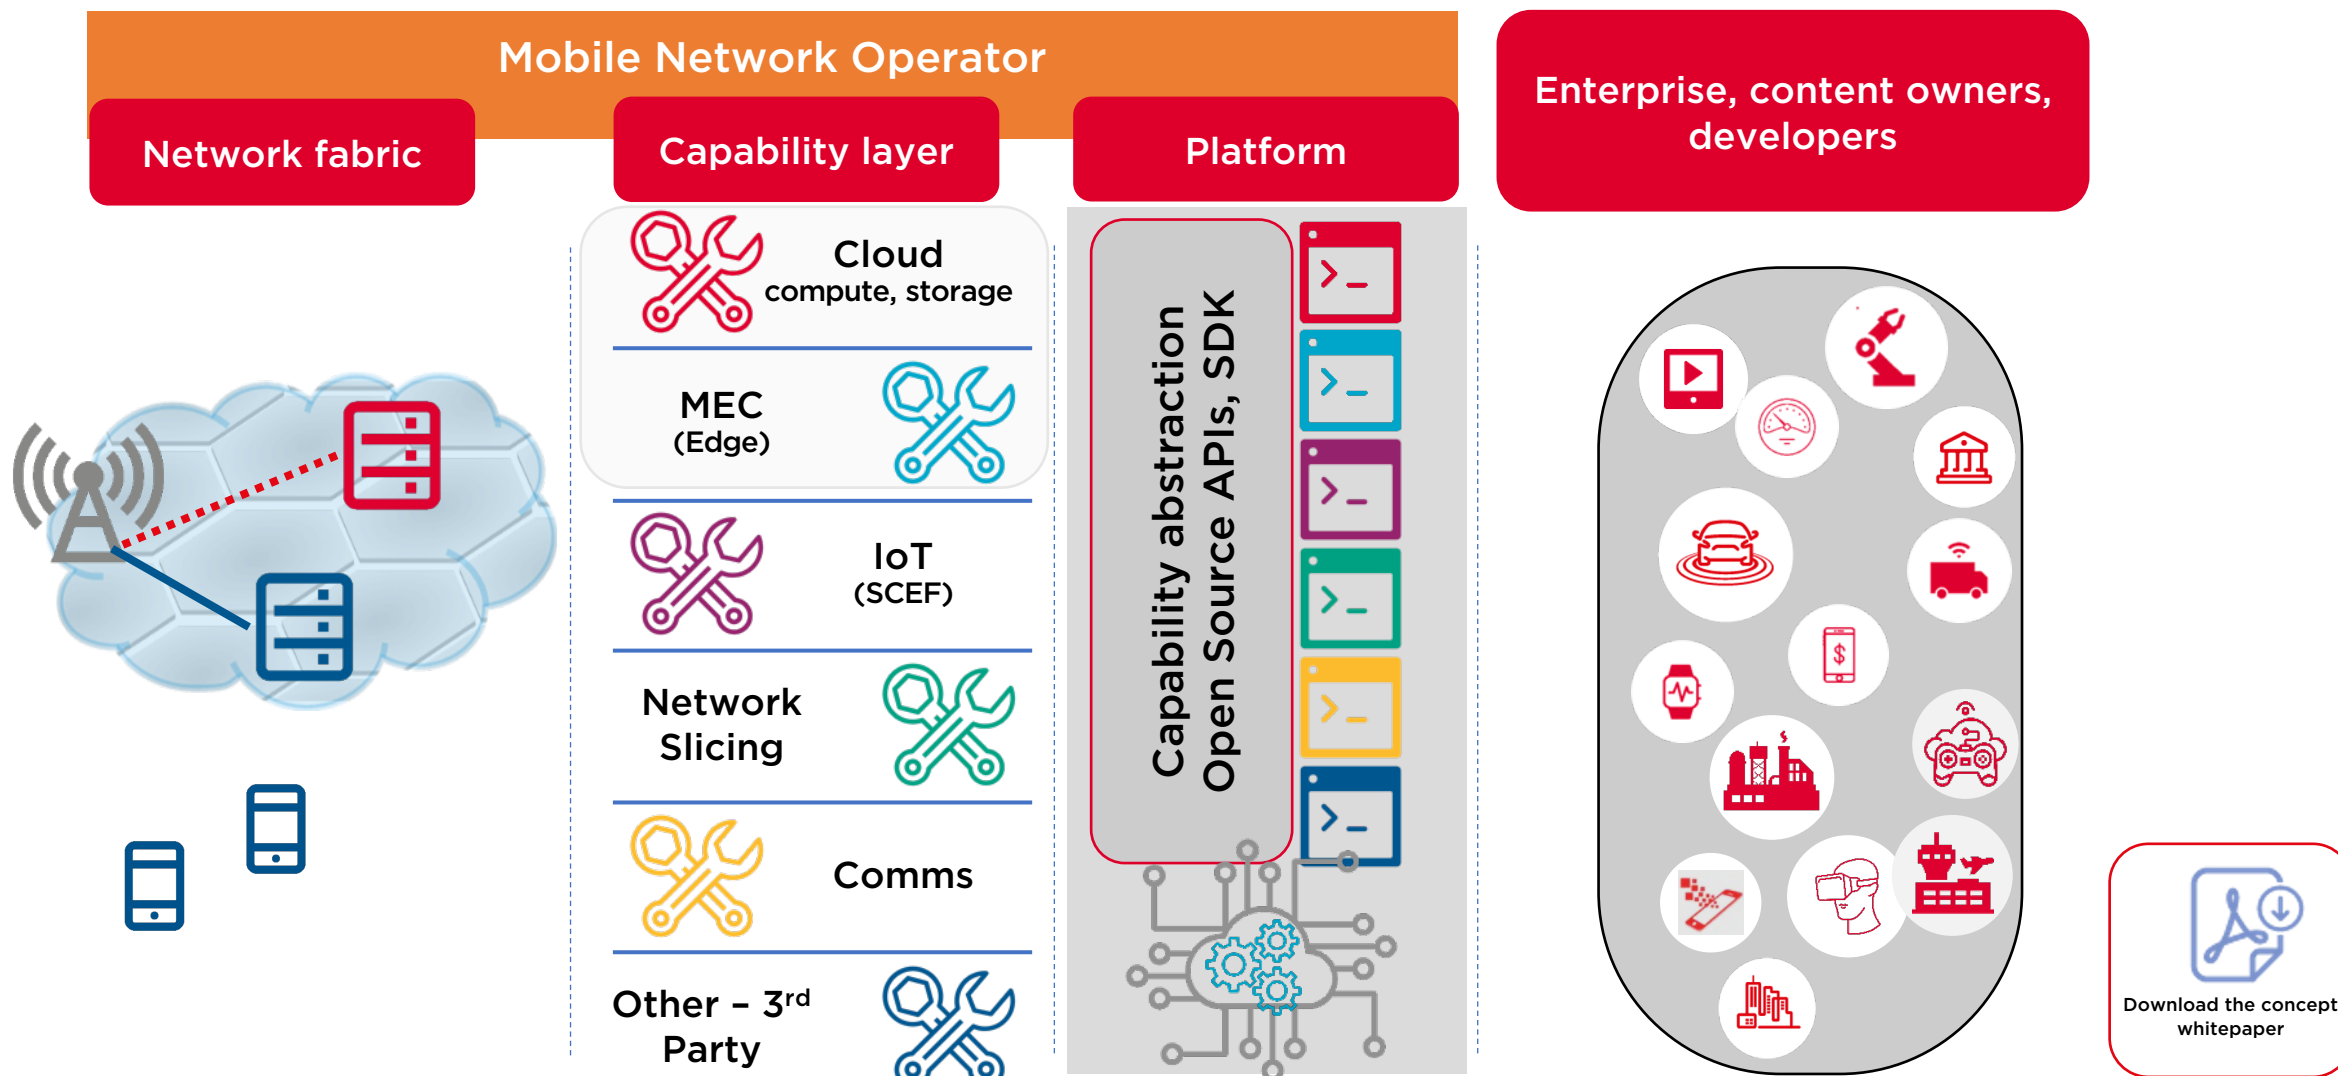 Mobile Network Operator
Network fabric
Capability layer
Platform
Enterprise, content owners,
developers
Cloud
compute, storage
MEC
(Edge)
IoT
(SCEF)
Network
Slicing
Comms
Other – 3rd
Party
Capability abstraction
Open Source APIs, SDK
>_
>_
>_
>_
>_
>_
$
Download the concept
whitepaper